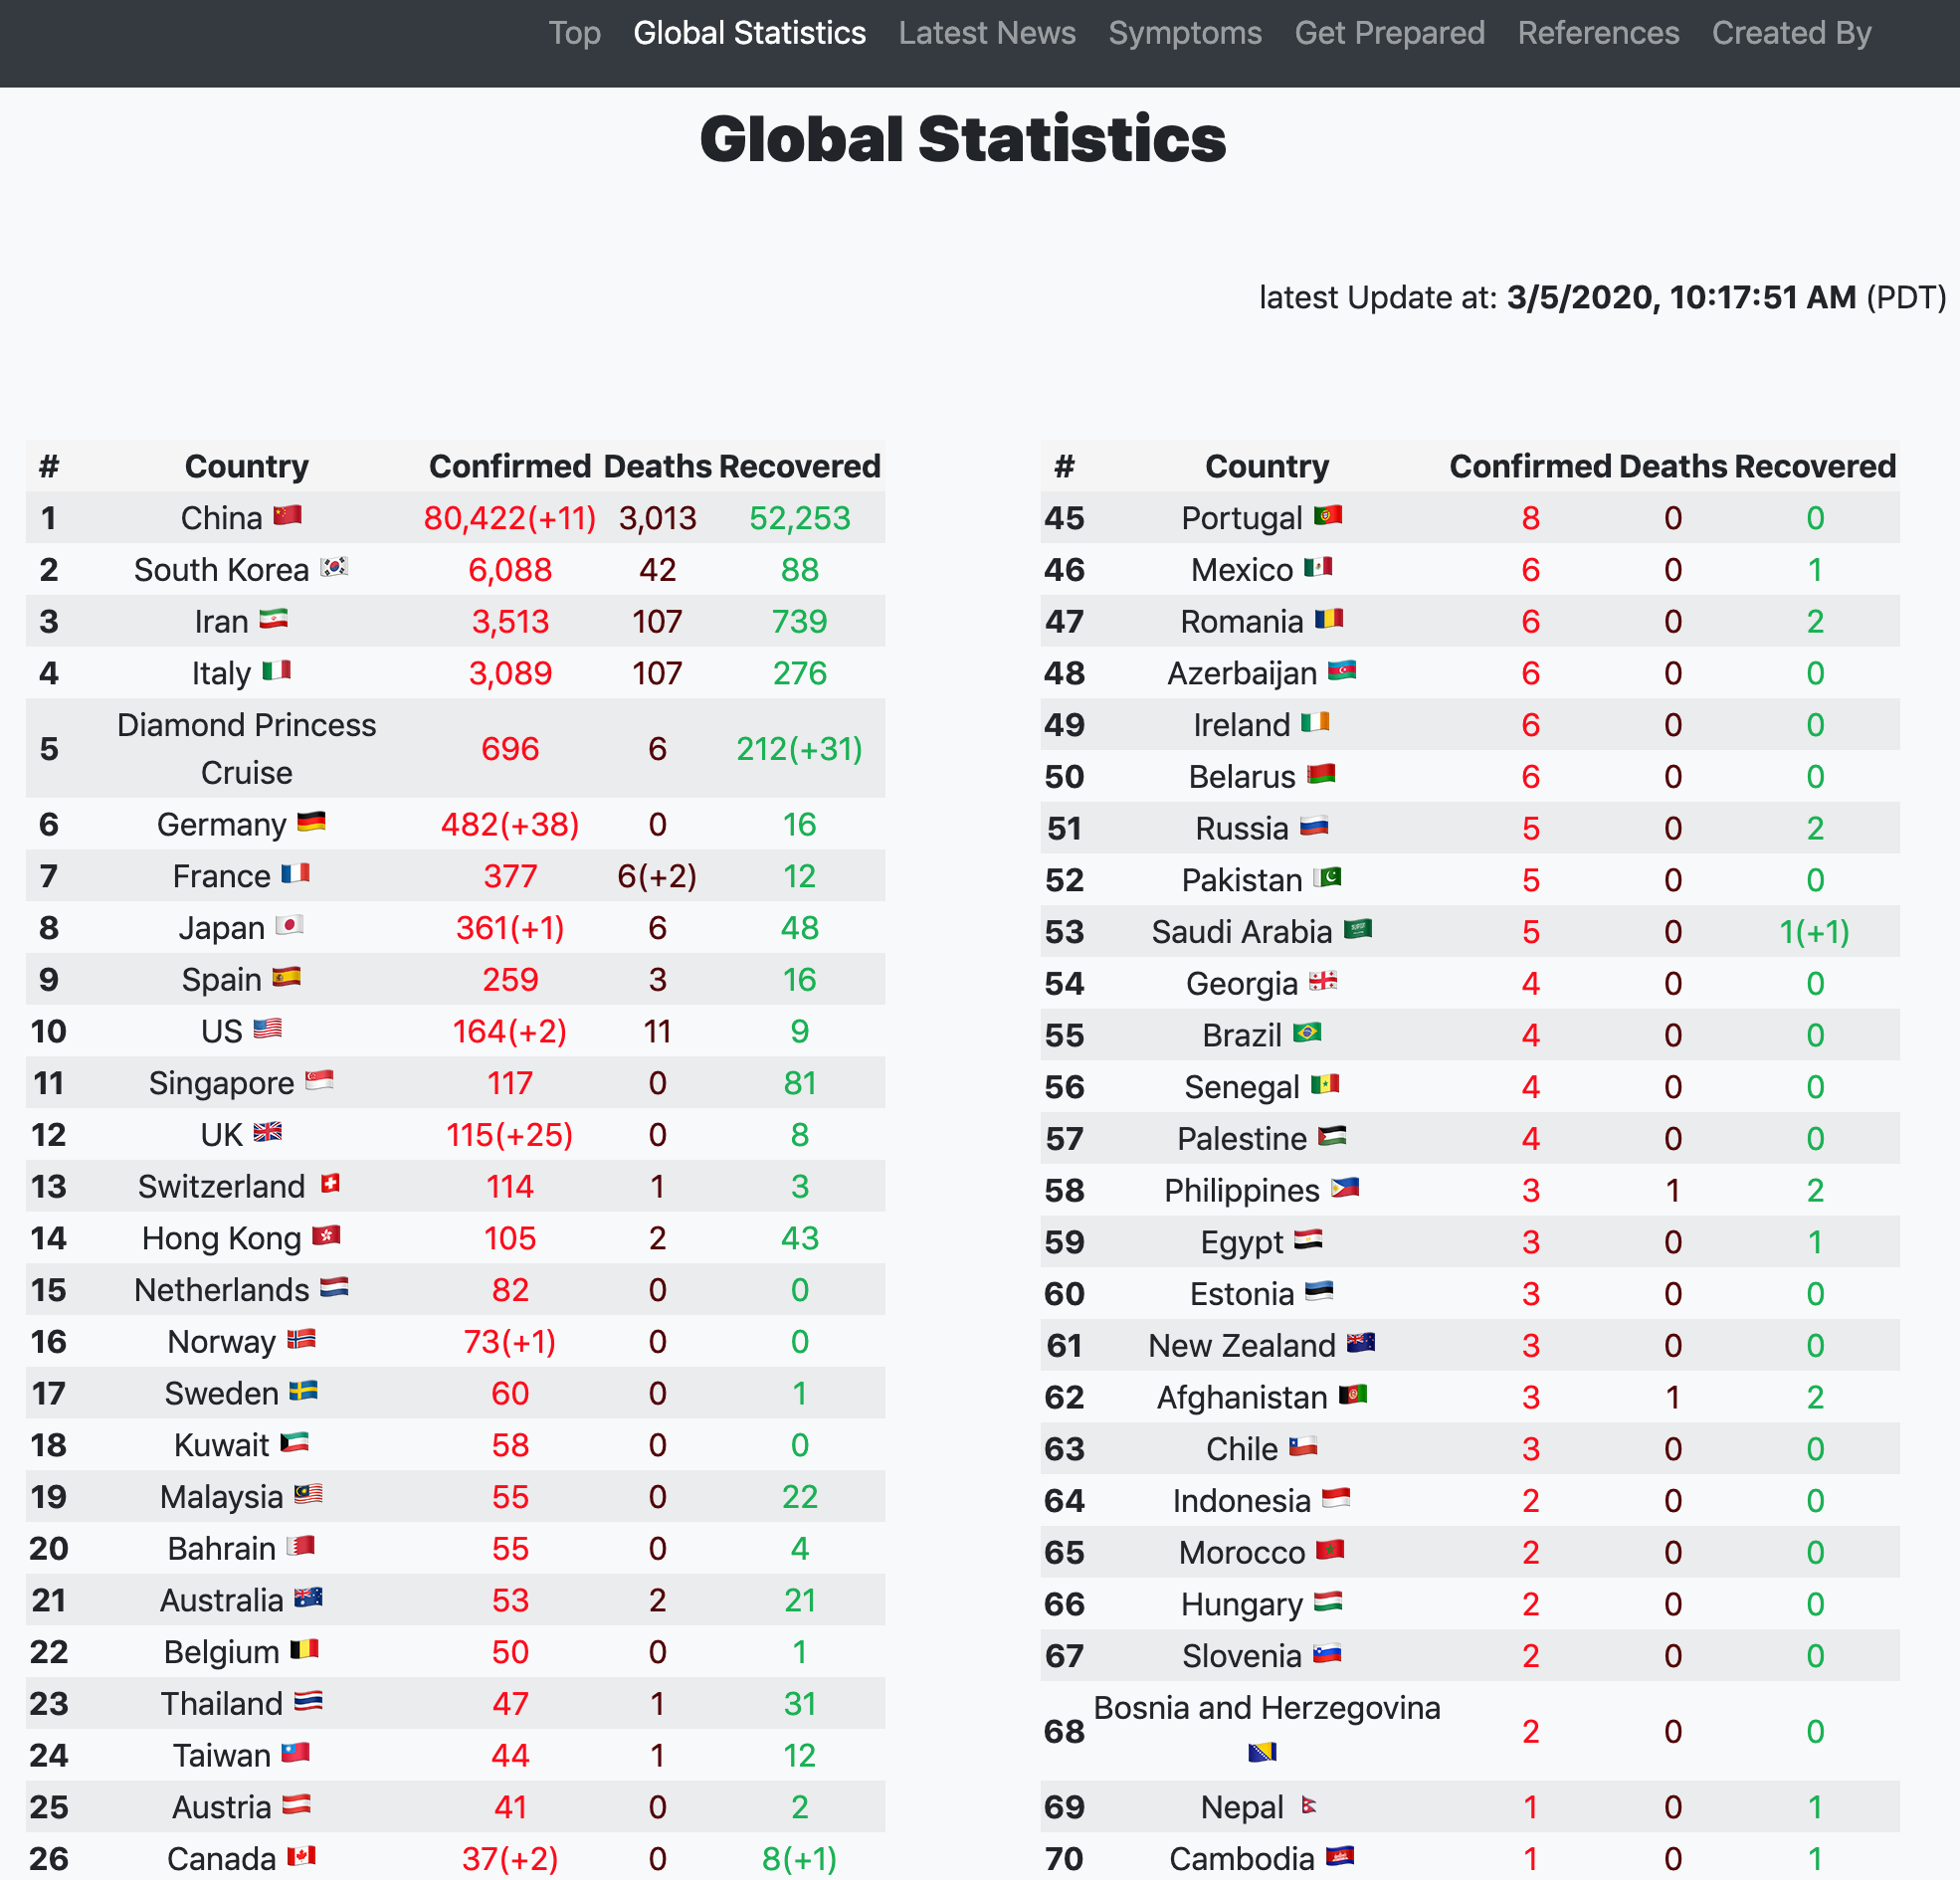 Top Global Statistics Latest News Symptoms Get Prepared References Created By
Global Statistics
latest Update at: 3/5/2020, 10:17:51 AM (PDT)
# Country Confirmed Deaths Recovered
1 China 80,422(+11) 3,013 52,253
2 South Korea 6,088 42 88
3 Iran 3,513 107 739
4 Italy 3,089 107 276
5 Diamond Princess Cruise 696 6 212(+31)
6 Germany 482(+38) 0 16
7 France 377 6(+2) 12
8 Japan 361(+1) 6 48
9 Spain 259 3 16
10 US 164(+2) 11 9
11 Singapore 117 0 81
12 UK 115(+25) 0 8
13 Switzerland 114 1 3
14 Hong Kong 105 2 43
15 Netherlands 82 0 0
16 Norway 73(+1) 0 0
17 Sweden 60 0 1
18 Kuwait 58 0 0
19 Malaysia 55 0 22
20 Bahrain 55 0 4
21 Australia 53 2 21
22 Belgium 50 0 1
23 Thailand 47 1 31
24 Taiwan 44 1 12
25 Austria 41 0 2
26 Canada 37(+2) 0 8(+1)
# Country Confirmed Deaths Recovered
45 Portugal 8 0 0
46 Mexico 6 0 1
47 Romania 6 0 2
48 Azerbaijan 6 0 0
49 Ireland 6 0 0
50 Belarus 6 0 0
51 Russia 5 0 2
52 Pakistan 5 0 0
53 Saudi Arabia 5 0 1(+1)
54 Georgia 4 0 0
55 Brazil 4 0 0
56 Senegal 4 0 0
57 Palestine 4 0 0
58 Philippines 3 1 2
59 Egypt 3 0 1
60 Estonia 3 0 0
61 New Zealand 3 0 0
62 Afghanistan 3 1 2
63 Chile 3 0 0
64 Indonesia 2 0 0
65 Morocco 2 0 0
66 Hungary 2 0 0
67 Slovenia 2 0 0
68 Bosnia and Herzegovina 2 0 0
69 Nepal 1 0 1
70 Cambodia 1 0 1